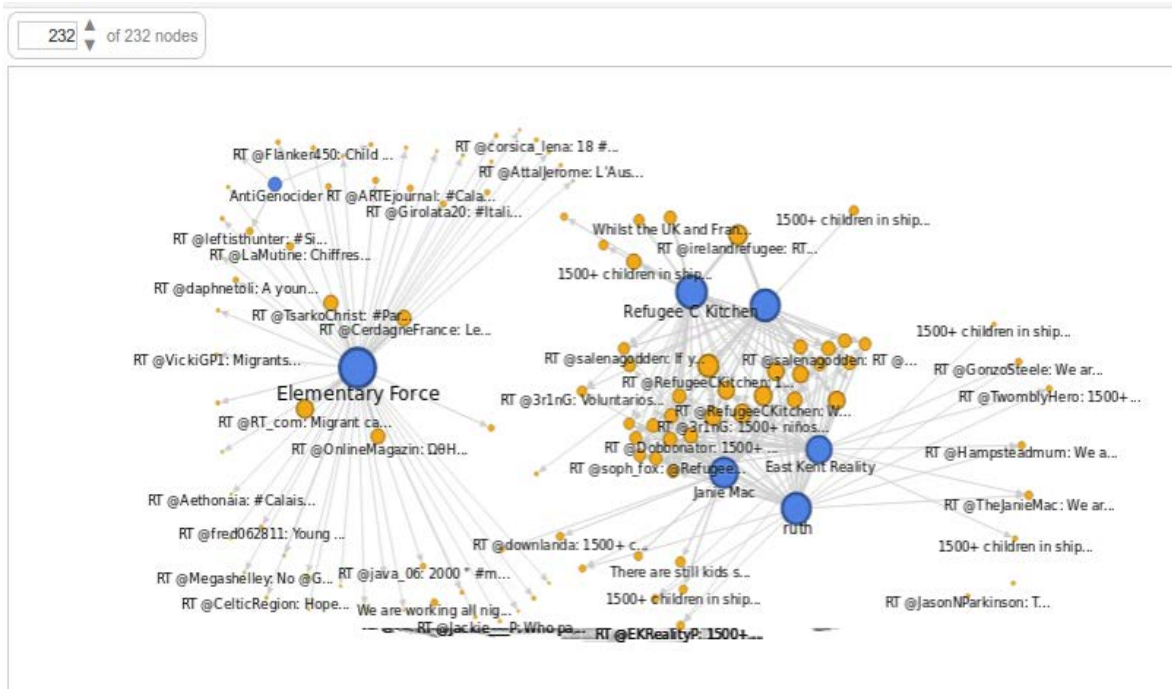 232 of 232 nodes
RT @Flanker450: Child ...
RT @corsica_lena: 18 #...
RT @AttalJerome: L'Aus...
AntiGenocider
RT @ARTEjournal: #Cala...
RT @Girolata20: #Itali...
RT @leftisthunter: #Si...
RT @LaMutine: Chiffres...
RT @daphnetoli: A youn...
RT @TsarkoChrist: #Par...
RT @CerdagneFrance: Le...
RT @VickiGP1: Migrants...
Elementary Force
RT @RT_com: Migrant ca...
RT @OnlineMagazin: ΩθΗ...
RT @Aethonaia: #Calais...
RT @fred062811: Young ...
RT @Megashelley: No @G...
RT @java_06: 2000 " #m...
RT @CelticRegion: Hope...
We are working all nig...
RT @Jackie__P: Who pa...
1500+ children in ship...
Whilst the UK and Fran...
RT @irelandrefugee: RT...
1500+ children in ship...
Refugee C Kitchen
RT @salenagodden: If y...
RT @salenagodden: RT @...
RT @RefugeeCKitchen: 1...
RT @3r1nG: Voluntarios...
RT @RefugeeCKitchen: W...
RT @3r1nG: 1500+ niños...
RT @Dobbonator: 1500+ ...
RT @soph_fox: @Refugee...
East Kent Reality
Janie Mac
ruth
RT @downlanda: 1500+ c...
There are still kids s...
1500+ children in ship...
RT @EKRealityP: 1500+...
1500+ children in ship...
RT @GonzoSteele: We ar...
RT @TwomblyHero: 1500+...
RT @Hampsteadmum: We a...
RT @TheJanieMac: We ar...
1500+ children in ship...
RT @JasonNParkinson: T...